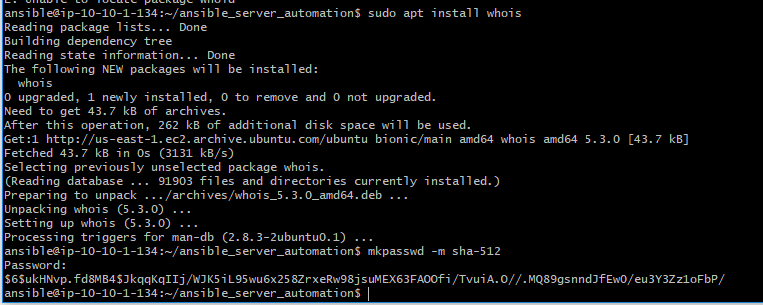 ansible@ip-10-10-1-134:~/ansible_server_automation$ sudo apt install whois
Reading package lists... Done
Building dependency tree
Reading state information... Done
The following NEW packages will be installed:
  whois
0 upgraded, 1 newly installed, 0 to remove and 0 not upgraded.
Need to get 43.7 kB of archives.
After this operation, 262 kB of additional disk space will be used.
Get:1 http://us-east-1.ec2.archive.ubuntu.com/ubuntu bionic/main amd64 whois amd64 5.3.0 [43.7 kB]
Fetched 43.7 kB in 0s (3131 kB/s)
Selecting previously unselected package whois.
(Reading database ... 91903 files and directories currently installed.)
Preparing to unpack .../archives/whois_5.3.0_amd64.deb ...
Unpacking whois (5.3.0) ...
Setting up whois (5.3.0) ...
Processing triggers for man-db (2.8.3-2ubuntu0.1) ...
ansible@ip-10-10-1-134:~/ansible_server_automation$ mkpasswd -m sha-512
Password:
$6$ukHNvp.fd8MB4$JkqqKqIIj/WJK5iL95wu6x258ZrxeRw98jsuMEX63FAOOfi/TvuiA.O//.MQ89gsnndJfEwO/eu3Y3Zz1oFbP/
ansible@ip-10-10-1-134:~/ansible_server_automation$